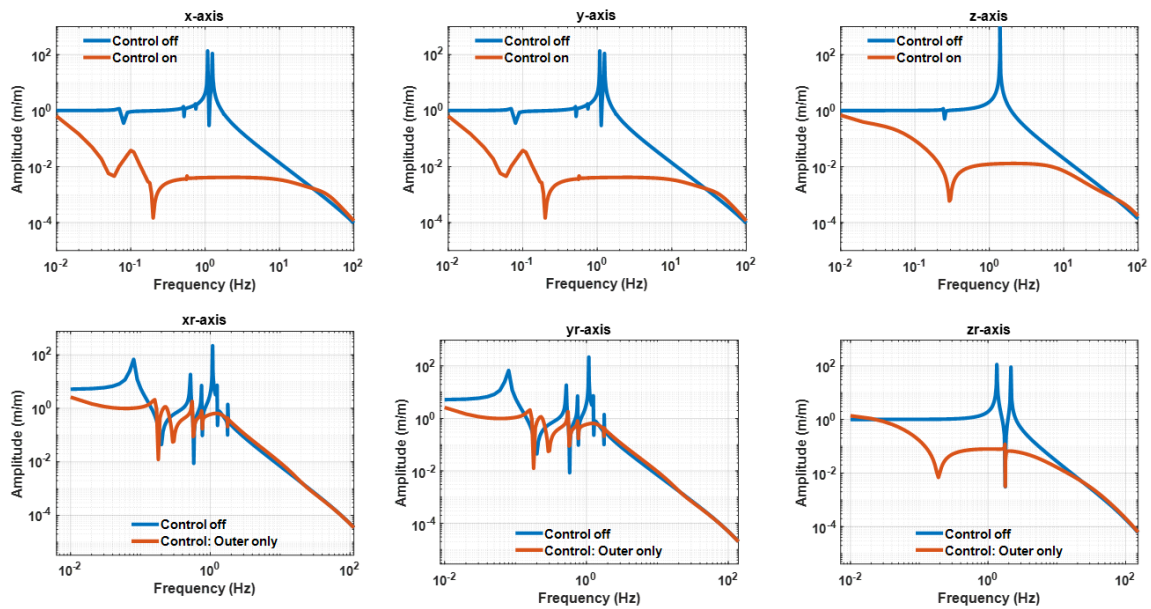 x-axis
Control off
Control on
Amplitude (m/m)
10^2
10^0
10^-2
10^-4
10^-2
10^-1
10^0
10^1
10^2
Frequency (Hz)
y-axis
Control off
Control on
Amplitude (m/m)
10^2
10^0
10^-2
10^-4
10^-2
10^-1
10^0
10^1
10^2
Frequency (Hz)
z-axis
Control off
Control on
Amplitude (m/m)
10^2
10^0
10^-2
10^-4
10^-2
10^-1
10^0
10^1
10^2
Frequency (Hz)
xr-axis
Amplitude (m/m)
10^2
10^0
10^-2
10^-4
Control off
Control: Outer only
10^-2
10^0
10^2
Frequency (Hz)
yr-axis
Amplitude (m/m)
10^2
10^0
10^-2
10^-4
Control off
Control: Outer only
10^-2
10^0
10^2
Frequency (Hz)
zr-axis
Amplitude (m/m)
10^2
10^0
10^-2
10^-4
Control off
Control: Outer only
10^-2
10^0
10^2
Frequency (Hz)